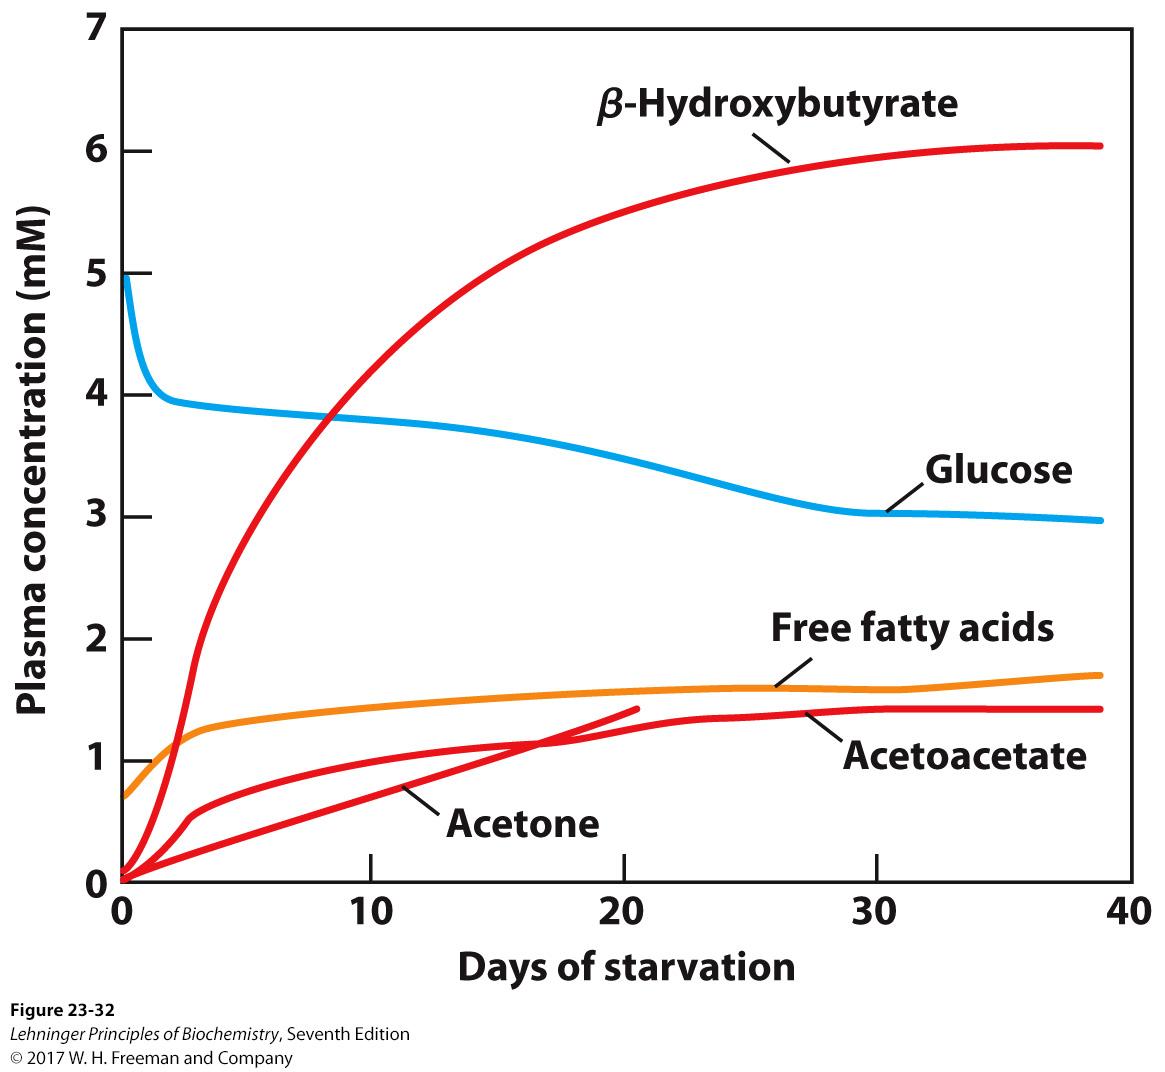 7
6
5
4
3
2
1
0
Plasma concentration (mM)
β-Hydroxybutyrate
Glucose
Free fatty acids
Acetoacetate
Acetone
0 10 20 30 40
Days of starvation
Figure 23-32
Lehninger Principles of Biochemistry, Seventh Edition
© 2017 W. H. Freeman and Company